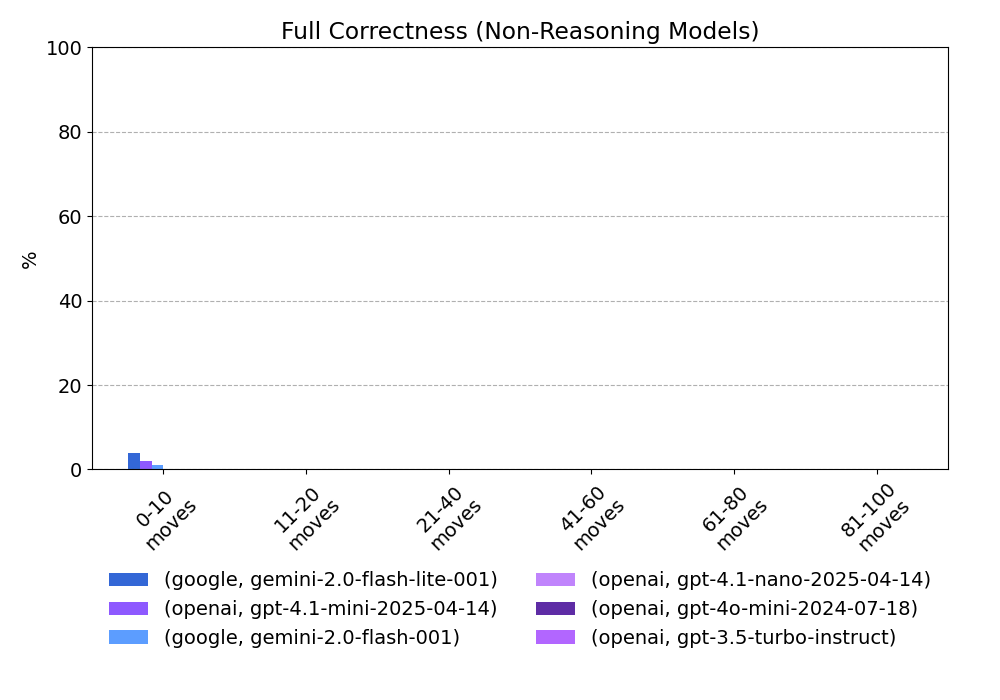 Full Correctness (Non-Reasoning Models)
100
80
60
40
20
0
%
0-10
moves
11-20
moves
21-40
moves
41-60
moves
61-80
moves
81-100
moves
(google, gemini-2.0-flash-lite-001)
(openai, gpt-4.1-mini-2025-04-14)
(google, gemini-2.0-flash-001)
(openai, gpt-4.1-nano-2025-04-14)
(openai, gpt-4o-mini-2024-07-18)
(openai, gpt-3.5-turbo-instruct)